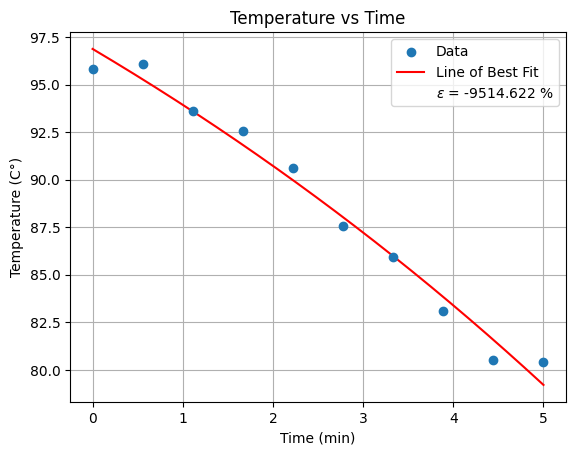 Temperature vs Time
Data
Line of Best Fit
ε = -9514.622 %
97.5
95.0
92.5
90.0
87.5
85.0
82.5
80.0
Temperature (C°)
0 1 2 3 4 5
Time (min)